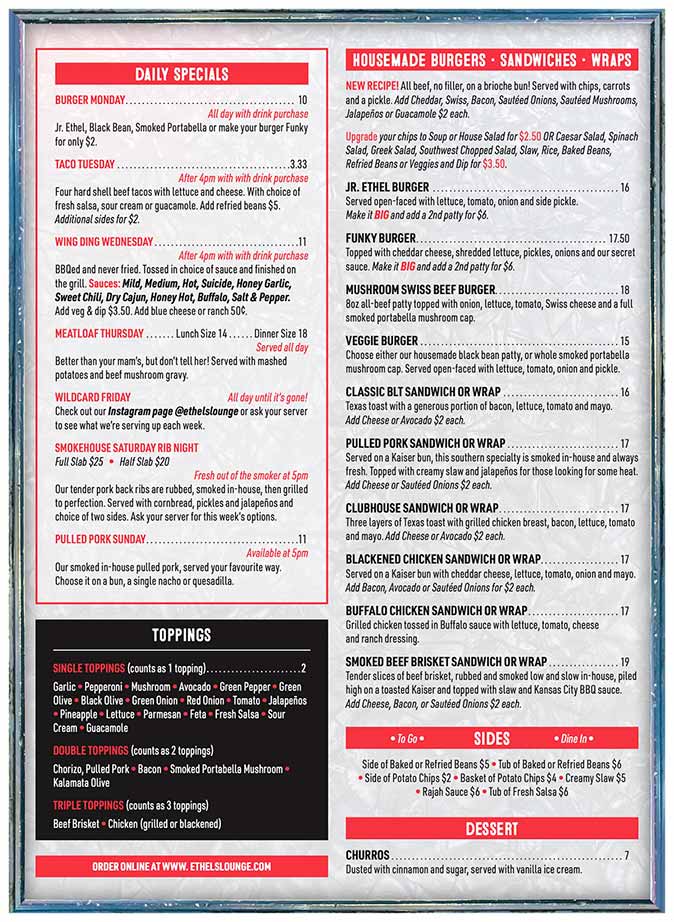 DAILY SPECIALS
BURGER MONDAY............................................10
All day with drink purchase
Jr. Ethel, Black Bean, Smoked Portabella or make your burger Funky
for only $2.
TACO TUESDAY............................................3.33
After 4pm with with drink purchase
Four hard shell beef tacos with lettuce and cheese. With choice of
fresh salsa, sour cream or guacamole. Add refried beans $5.
Additional sides for $2.
WING DING WEDNESDAY....................................11
After 4pm with with drink purchase
BBQed and never fried. Tossed in choice of sauce and finished on
the grill. Sauces: Mild, Medium, Hot, Suicide, Honey Garlic,
Sweet Chili, Dry Cajun, Honey Hot, Buffalo, Salt & Pepper.
Add veg & dip $3.50. Add blue cheese or ranch 50¢.
MEATLOAF THURSDAY ....... Lunch Size 14 ...... Dinner Size 18
Served all day
Better than your mam's, but don't tell her! Served with mashed
potatoes and beef mushroom gravy.
WILDCARD FRIDAY All day until it's gone!
Check out our Instagram page @ethelslounge or ask your server
to see what we're serving up each week.
SMOKEHOUSE SATURDAY RIB NIGHT
Full Slab $25 • Half Slab $20
Fresh out of the smoker at 5pm
Our tender pork back ribs are rubbed, smoked in-house, then grilled
to perfection. Served with cornbread, pickles and jalapeños and
choice of two sides. Ask your server for this week's options.
PULLED PORK SUNDAY.....................................11
Available at 5pm
Our smoked in-house pulled pork, served your favourite way.
Choose it on a bun, a single nacho or quesadilla.
TOPPINGS
SINGLE TOPPINGS (counts as 1 topping)........................2
Garlic • Pepperoni • Mushroom • Avocado • Green Pepper • Green
Olive • Black Olive • Green Onion • Red Onion • Tomato • Jalapeños
• Pineapple • Lettuce • Parmesan • Feta • Fresh Salsa • Sour
Cream • Guacamole
DOUBLE TOPPINGS (counts as 2 toppings)
Chorizo, Pulled Pork • Bacon • Smoked Portabella Mushroom •
Kalamata Olive
TRIPLE TOPPINGS (counts as 3 toppings)
Beef Brisket • Chicken (grilled or blackened)
ORDER ONLINE AT WWW. ETHELSLOUNGE.COM
HOUSEMADE BURGERS · SANDWICHES · WRAPS
NEW RECIPE! All beef, no filler, on a brioche bun! Served with chips, carrots
and a pickle. Add Cheddar, Swiss, Bacon, Sautéed Onions, Sautéed Mushrooms,
Jalapeños or Guacamole $2 each.
Upgrade your chips to Soup or House Salad for $2.50 OR Caesar Salad, Spinach
Salad, Greek Salad, Southwest Chopped Salad, Slaw, Rice, Baked Beans,
Refried Beans or Veggies and Dip for $3.50.
JR. ETHEL BURGER ............................................ 16
Served open-faced with lettuce, tomato, onion and side pickle.
Make it BIG and add a 2nd patty for $6.
FUNKY BURGER............................................ 17.50
Topped with cheddar cheese, shredded lettuce, pickles, onions and our secret
sauce. Make it BIG and add a 2nd patty for $6.
MUSHROOM SWISS BEEF BURGER............................. 18
8oz all-beef patty topped with onion, lettuce, tomato, Swiss cheese and a full
smoked portabella mushroom cap.
VEGGIE BURGER ............................................ 15
Choose either our housemade black bean patty, or whole smoked portabella
mushroom cap. Served open-faced with lettuce, tomato, onion and pickle.
CLASSIC BLT SANDWICH OR WRAP ........................... 16
Texas toast with a generous portion of bacon, lettuce, tomato and mayo.
Add Cheese or Avocado $2 each.
PULLED PORK SANDWICH OR WRAP .......................... 17
Served on a Kaiser bun, this southern specialty is smoked in-house and always
fresh. Topped with creamy slaw and jalapeños for those looking for some heat.
Add Cheese or Sautéed Onions $2 each.
CLUBHOUSE SANDWICH OR WRAP............................ 17
Three layers of Texas toast with grilled chicken breast, bacon, lettuce, tomato
and mayo. Add Cheese or Avocado $2 each.
BLACKENED CHICKEN SANDWICH OR WRAP.................. 17
Served on a Kaiser bun with cheddar cheese, lettuce, tomato, onion and mayo.
Add Bacon, Avocado or Sautéed Onions for $2 each.
BUFFALO CHICKEN SANDWICH OR WRAP...................... 17
Grilled chicken tossed in Buffalo sauce with lettuce, tomato, cheese
and ranch dressing.
SMOKED BEEF BRISKET SANDWICH OR WRAP ................. 19
Tender slices of beef brisket, rubbed and smoked low and slow in-house, piled
high on a toasted Kaiser and topped with slaw and Kansas City BBQ sauce.
Add Cheese, Bacon, or Sautéed Onions $2 each.
• To Go • SIDES • Dine In •
Side of Baked or Refried Beans $5 • Tub of Baked or Refried Beans $6
• Side of Potato Chips $2 • Basket of Potato Chips $4 • Creamy Slaw $5
• Rajah Sauce $6 • Tub of Fresh Salsa $6
DESSERT
CHURROS .................................................... 7
Dusted with cinnamon and sugar, served with vanilla ice cream.